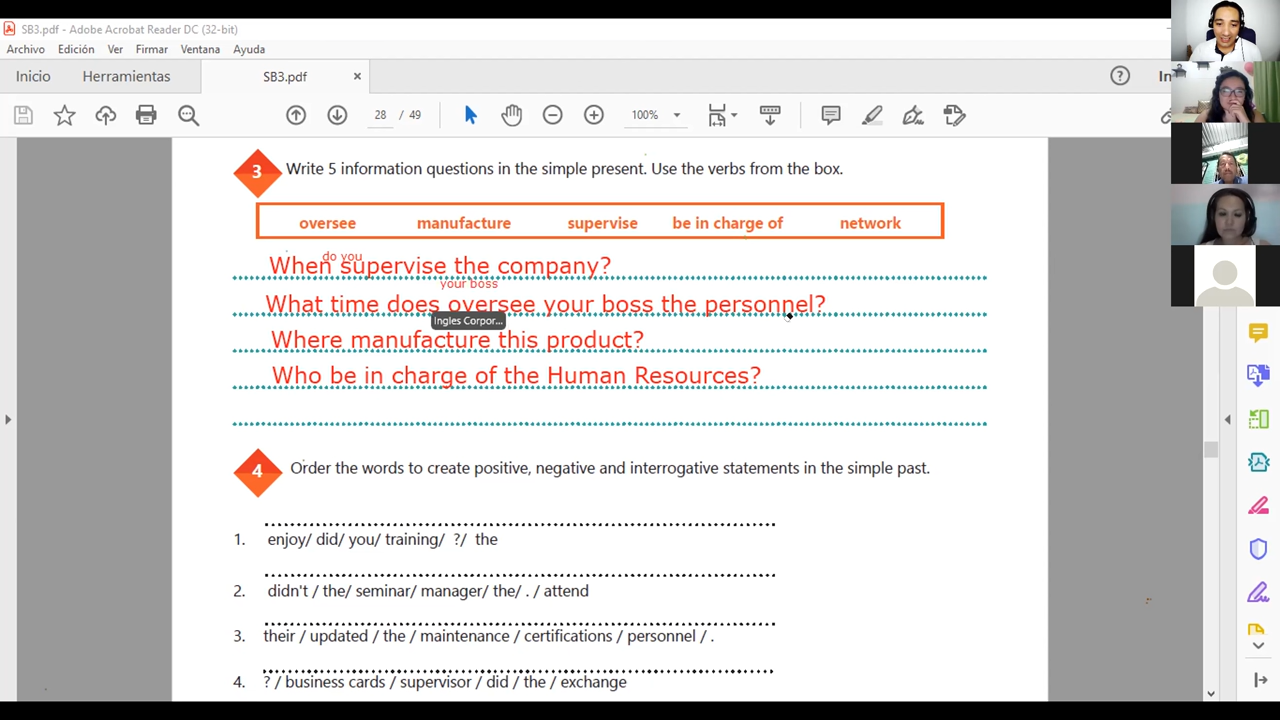 SB3.pdf - Adobe Acrobat Reader DC (32-bit)
Archivo Edición Ver Firmar Ventana Ayuda
Inicio Herramientas SB3.pdf × In
28 / 49 100%
3 Write 5 information questions in the simple present. Use the verbs from the box.
oversee manufacture supervise be in charge of network
do you
When supervise the company?
your boss
What time does oversee your boss the personnel?
Ingles Corpor...
Where manufacture this product?
Who be in charge of the Human Resources?
4 Order the words to create positive, negative and interrogative statements in the simple past.
1. enjoy/ did/ you/ training/ ?/ the
2. didn't / the/ seminar/ manager/ the/ . / attend
3. their / updated / the / maintenance / certifications / personnel / .
4. ? / business cards / supervisor / did / the / exchange